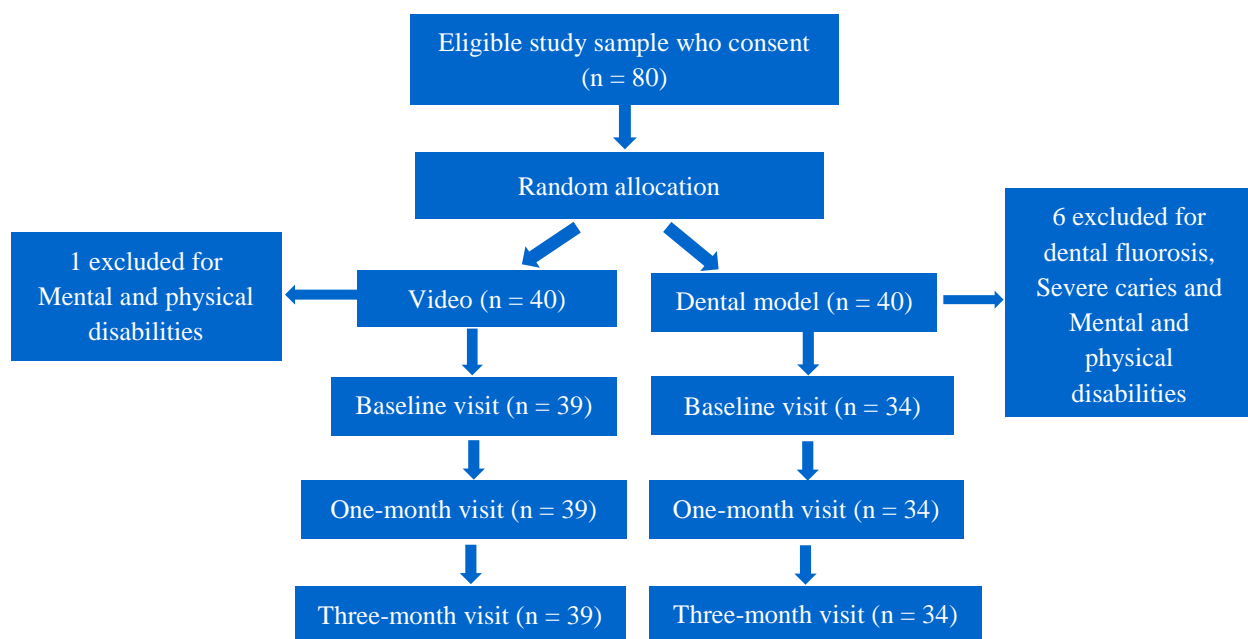 Eligible study sample who consent
(n = 80)
Random allocation
1 excluded for
Mental and physical
disabilities
Video (n = 40)
Dental model (n = 40)
6 excluded for
dental fluorosis,
Severe caries and
Mental and
physical
disabilities
Baseline visit (n = 39)
Baseline visit (n = 34)
One-month visit (n = 39)
One-month visit (n = 34)
Three-month visit (n = 39)
Three-month visit (n = 34)